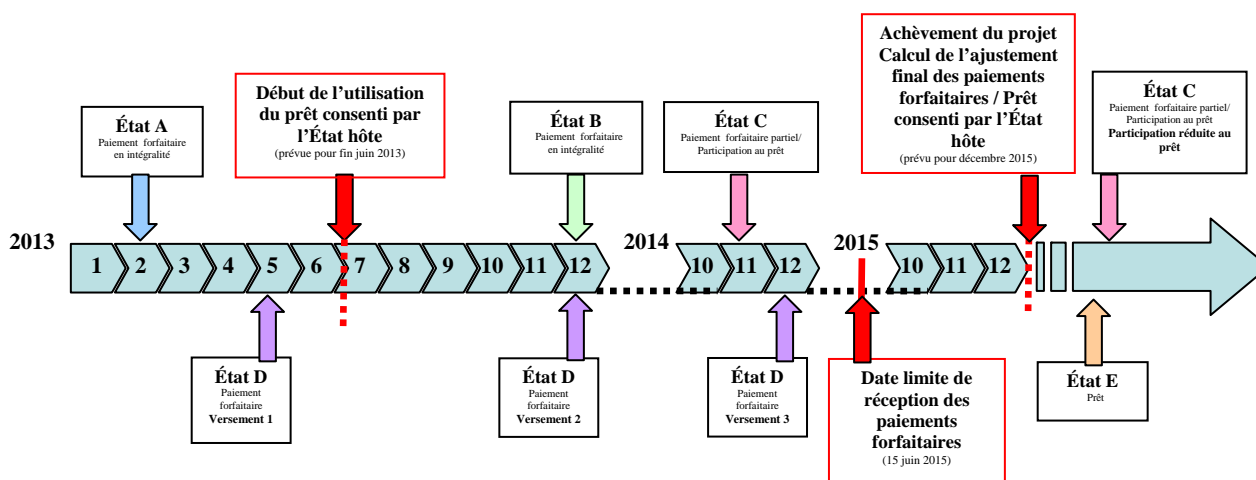 Achèvement du projet
Calcul de l'ajustement
final des paiements
forfaitaires / Prêt
consenti par l'État
hôte
(prévu pour décembre 2015)
État A
Paiement forfaitaire
en intégralité
Début de l'utilisation
du prêt consenti par
l'État hôte
(prévue pour fin juin 2013)
État B
Paiement forfaitaire
en intégralité
État C
Paiement forfaitaire partiel/
Participation au prêt
État C
Paiement forfaitaire partiel/
Participation au prêt
Participation réduite au
prêt
2013
1 2 3 4 5 6 7 8 9 10 11 12
2014
10 11 12
2015
10 11 12
État D
Paiement
forfaitaire
Versement 1
État D
Paiement
forfaitaire
Versement 2
État D
Paiement
forfaitaire
Versement 3
Date limite de
réception des
paiements
forfaitaires
(15 juin 2015)
État E
Prêt